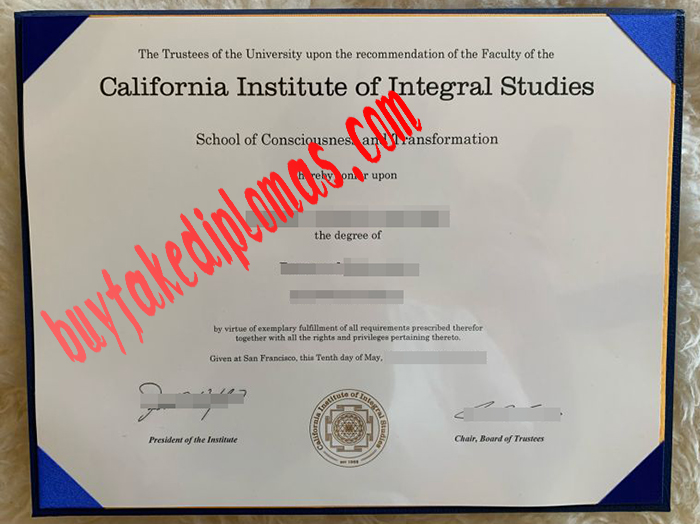 The Trustees of the University upon the recommendation of the Faculty of the
California Institute of Integral Studies
School of Consciousness and Transformation
hereby confer upon
the degree of
by virtue of exemplary fulfillment of all requirements prescribed therefor
together with all the rights and privileges pertaining thereto.
Given at San Francisco, this Tenth day of May,
President of the Institute
California Institute of Integral Studies
est 1968
Chair, Board of Trustees
buyfakediplomas.com